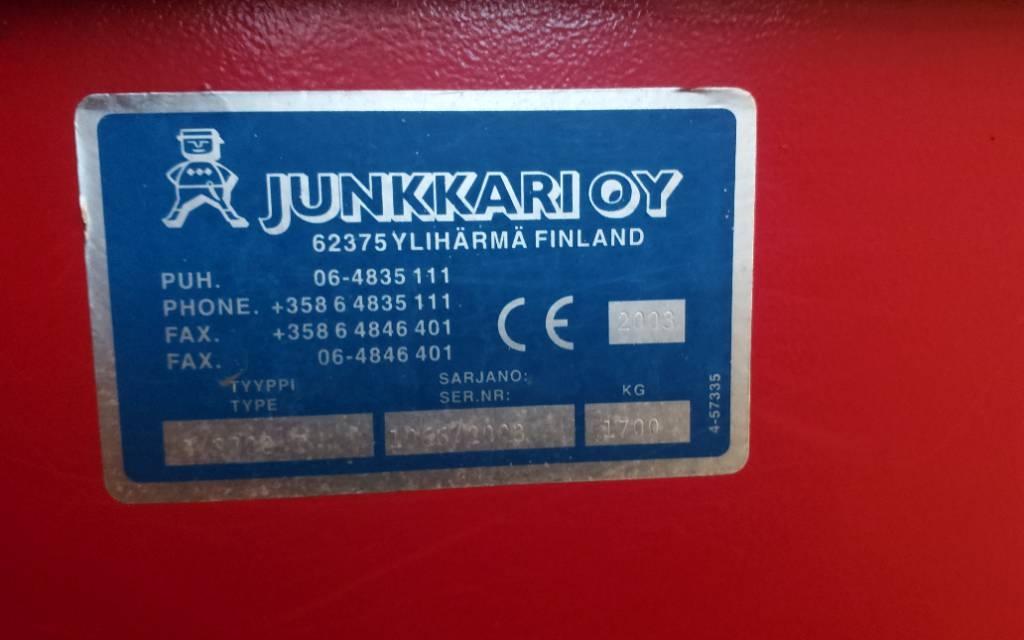 JUNKKARI OY
62375 YLIHÄRMÄ FINLAND
PUH. 06-4835 111
PHONE. +358 6 4835 111
FAX. +358 6 4846 401
FAX. 06-4846 401
CE 2003
TYYPPI
TYPE
SARJANO:
SER.NR:
KG
1700
4-57335